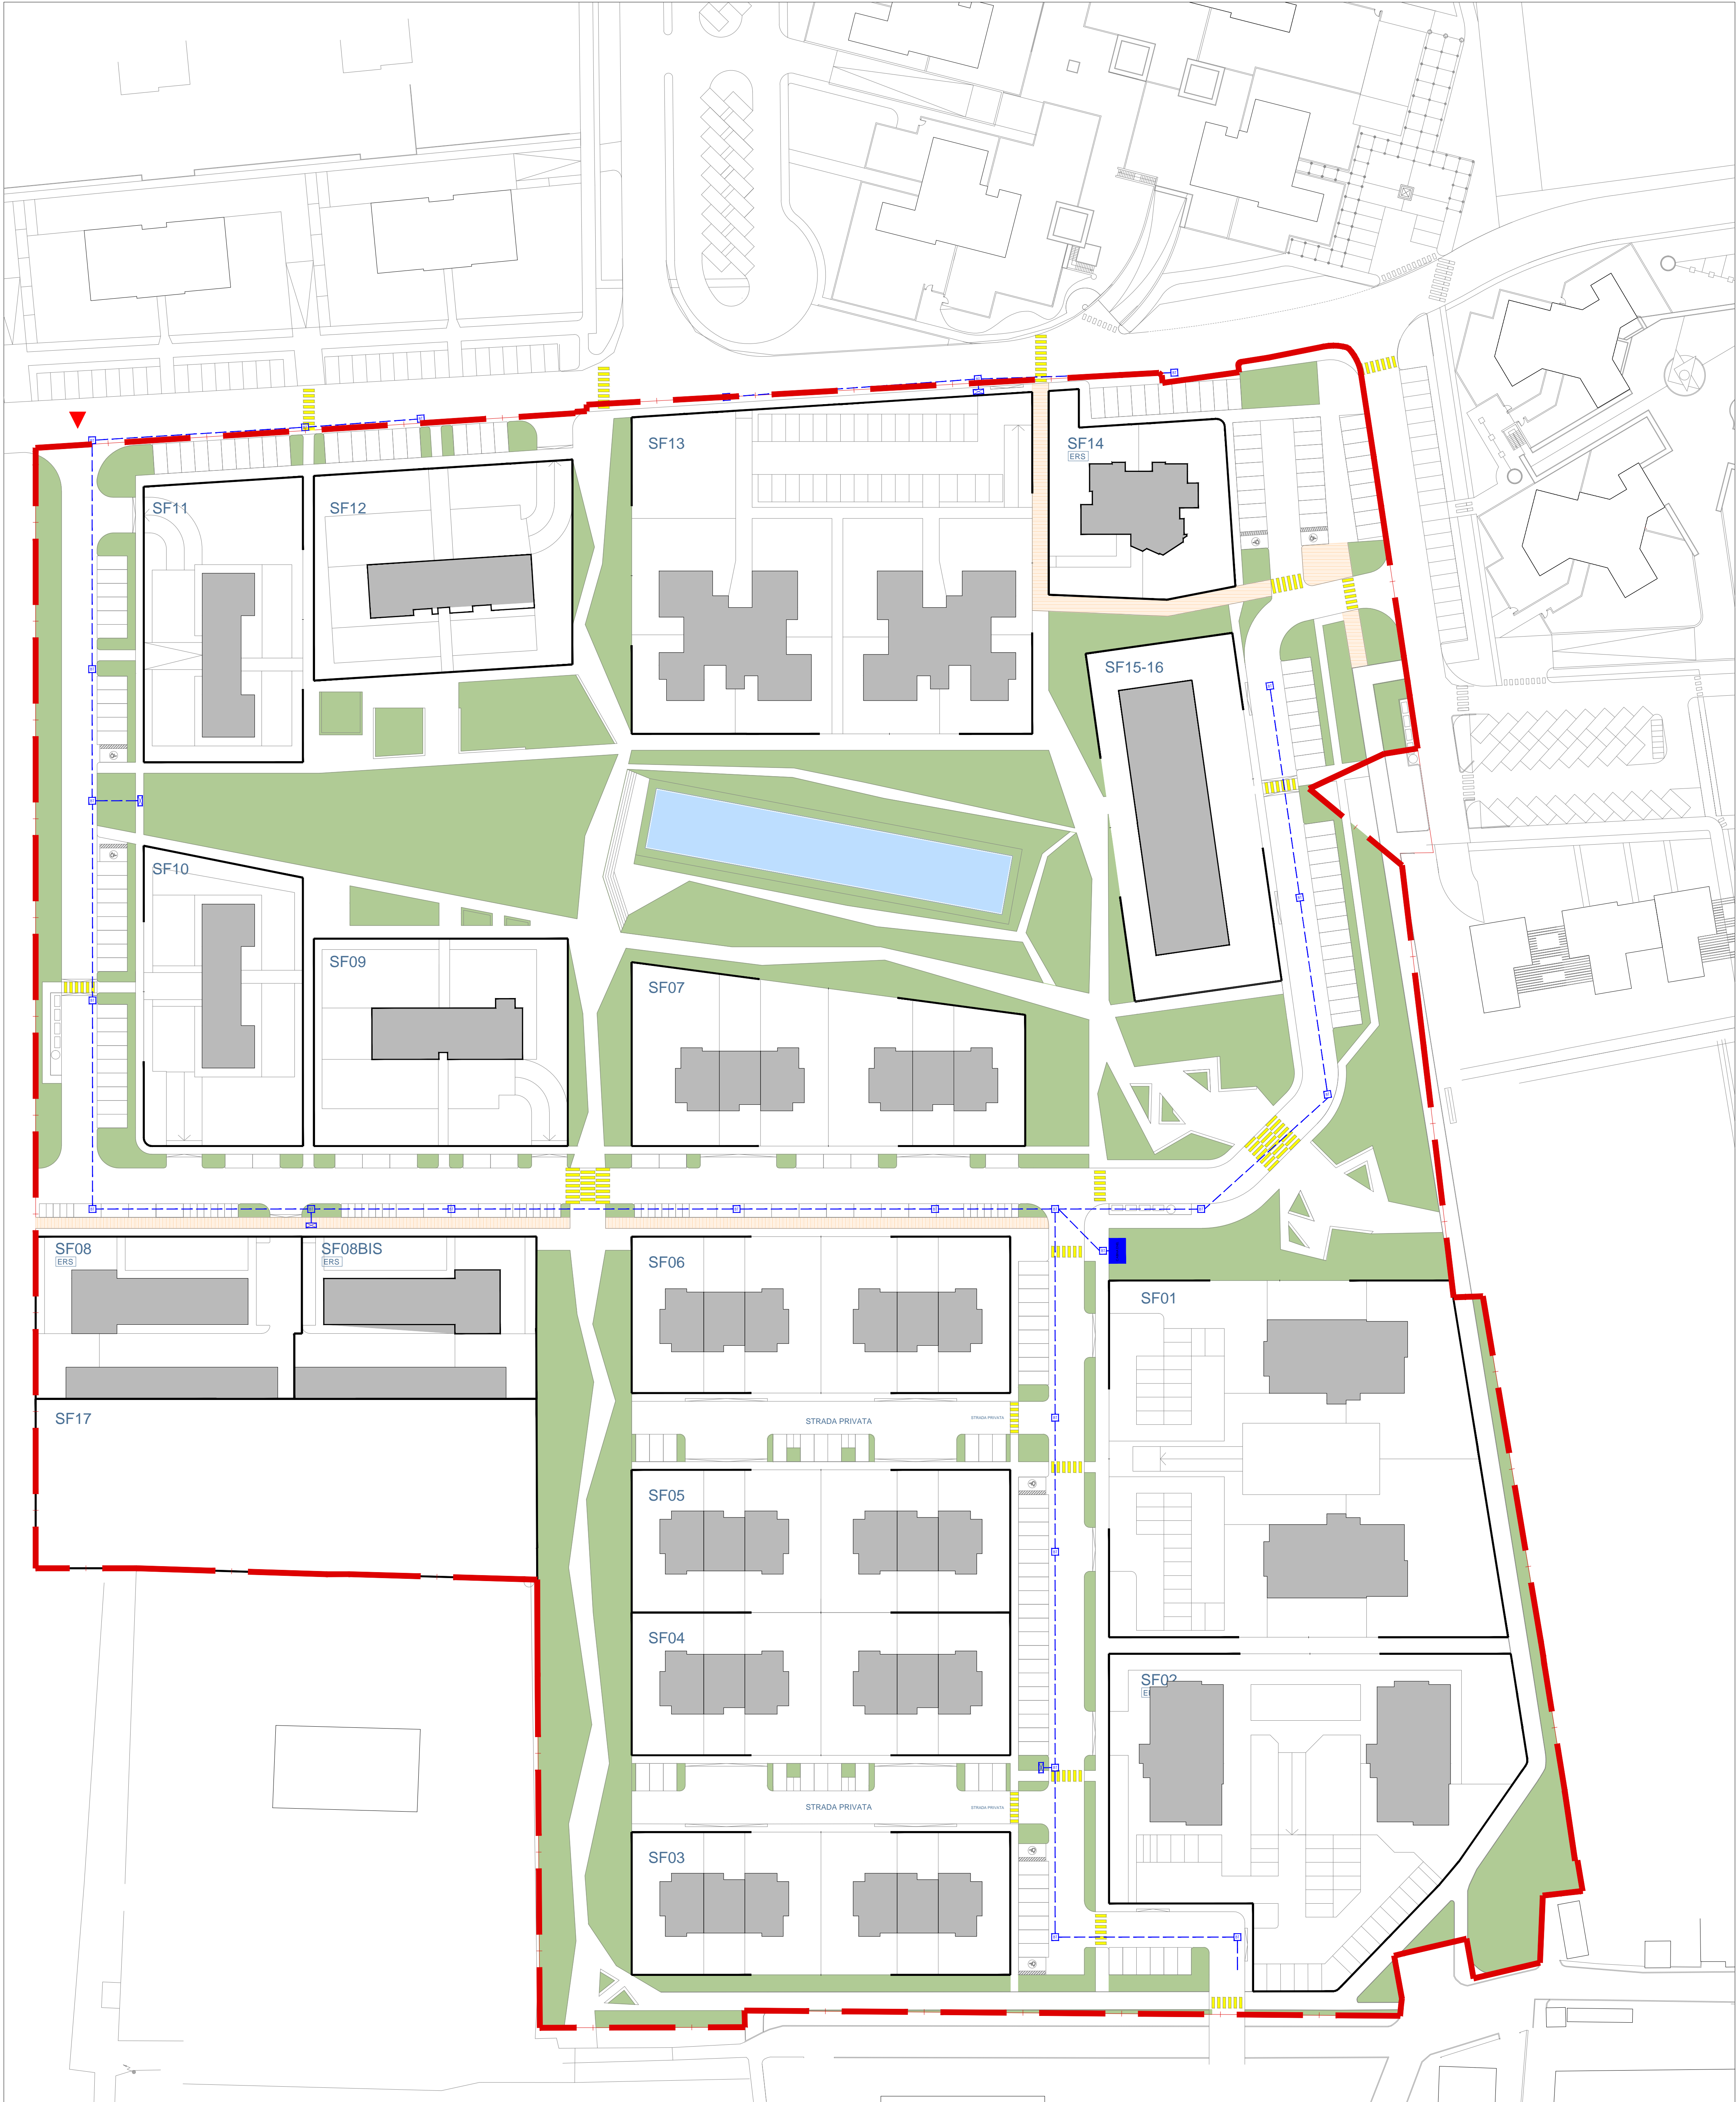 SF13
SF14
ERS
SF11
SF12
SF15-16
SF10
SF09
SF07
SF08
ERS
SF08BIS
ERS
SF06
SF01
SF17
STRADA PRIVATA
STRADA PRIVATA
SF05
SF04
SF02
STRADA PRIVATA
STRADA PRIVATA
SF03